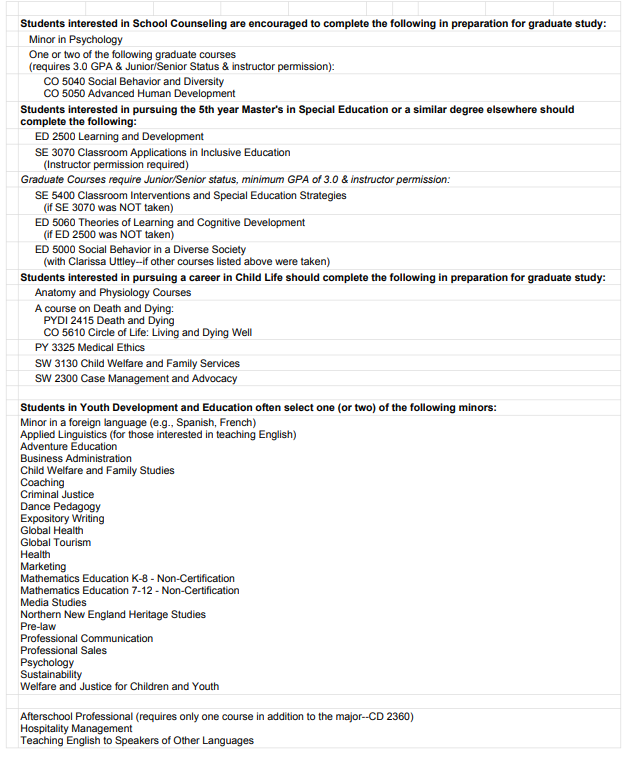 Students interested in School Counseling are encouraged to complete the following in preparation for graduate study:
Minor in Psychology
One or two of the following graduate courses
(requires 3.0 GPA & Junior/Senior Status & instructor permission):
CO 5040 Social Behavior and Diversity
CO 5050 Advanced Human Development
Students interested in pursuing the 5th year Master's in Special Education or a similar degree elsewhere should
complete the following:
ED 2500 Learning and Development
SE 3070 Classroom Applications in Inclusive Education
(Instructor permission required)
Graduate Courses require Junior/Senior status, minimum GPA of 3.0 & instructor permission:
SE 5400 Classroom Interventions and Special Education Strategies
(if SE 3070 was NOT taken)
ED 5060 Theories of Learning and Cognitive Development
(if ED 2500 was NOT taken)
ED 5000 Social Behavior in a Diverse Society
(with Clarissa Uttley--if other courses listed above were taken)
Students interested in pursuing a career in Child Life should complete the following in preparation for graduate study:
Anatomy and Physiology Courses
A course on Death and Dying:
PYDI 2415 Death and Dying
CO 5610 Circle of Life: Living and Dying Well
PY 3325 Medical Ethics
SW 3130 Child Welfare and Family Services
SW 2300 Case Management and Advocacy
Students in Youth Development and Education often select one (or two) of the following minors:
Minor in a foreign language (e.g., Spanish, French)
Applied Linguistics (for those interested in teaching English)
Adventure Education
Business Administration
Child Welfare and Family Studies
Coaching
Criminal Justice
Dance Pedagogy
Expository Writing
Global Health
Global Tourism
Health
Marketing
Mathematics Education K-8 - Non-Certification
Mathematics Education 7-12 - Non-Certification
Media Studies
Northern New England Heritage Studies
Pre-law
Professional Communication
Professional Sales
Psychology
Sustainability
Welfare and Justice for Children and Youth
Afterschool Professional (requires only one course in addition to the major--CD 2360)
Hospitality Management
Teaching English to Speakers of Other Languages